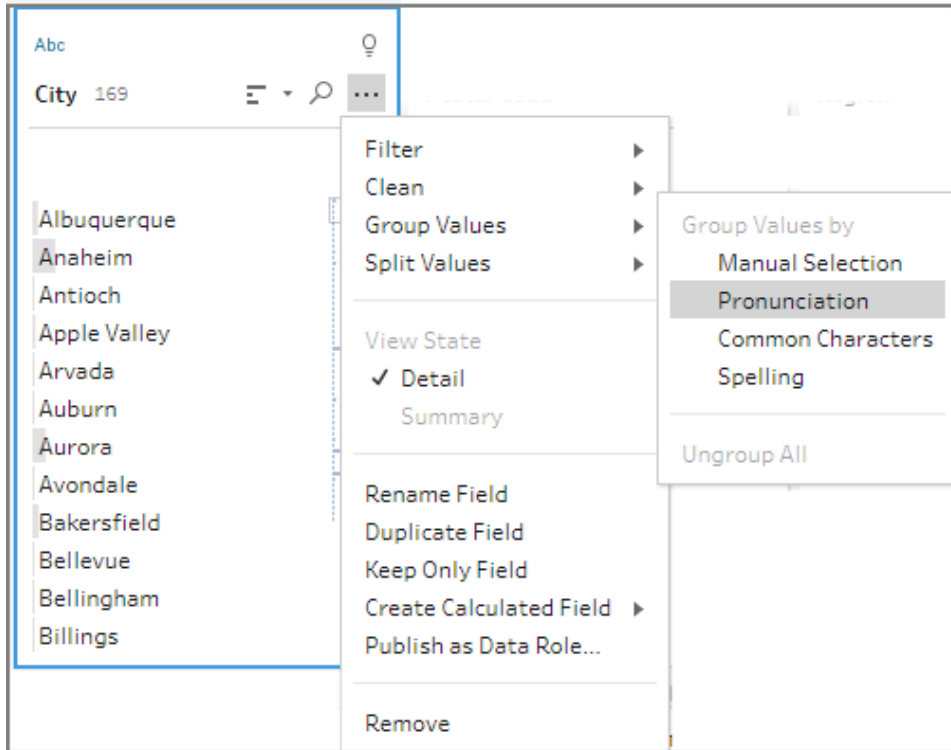 Abc
City 169
Albuquerque
Anaheim
Antioch
Apple Valley
Arvada
Auburn
Aurora
Avondale
Bakersfield
Bellevue
Bellingham
Billings
Filter
Clean
Group Values
Split Values
View State
Detail
Summary
Rename Field
Duplicate Field
Keep Only Field
Create Calculated Field
Publish as Data Role...
Remove
Group Values by
Manual Selection
Pronunciation
Common Characters
Spelling
Ungroup All